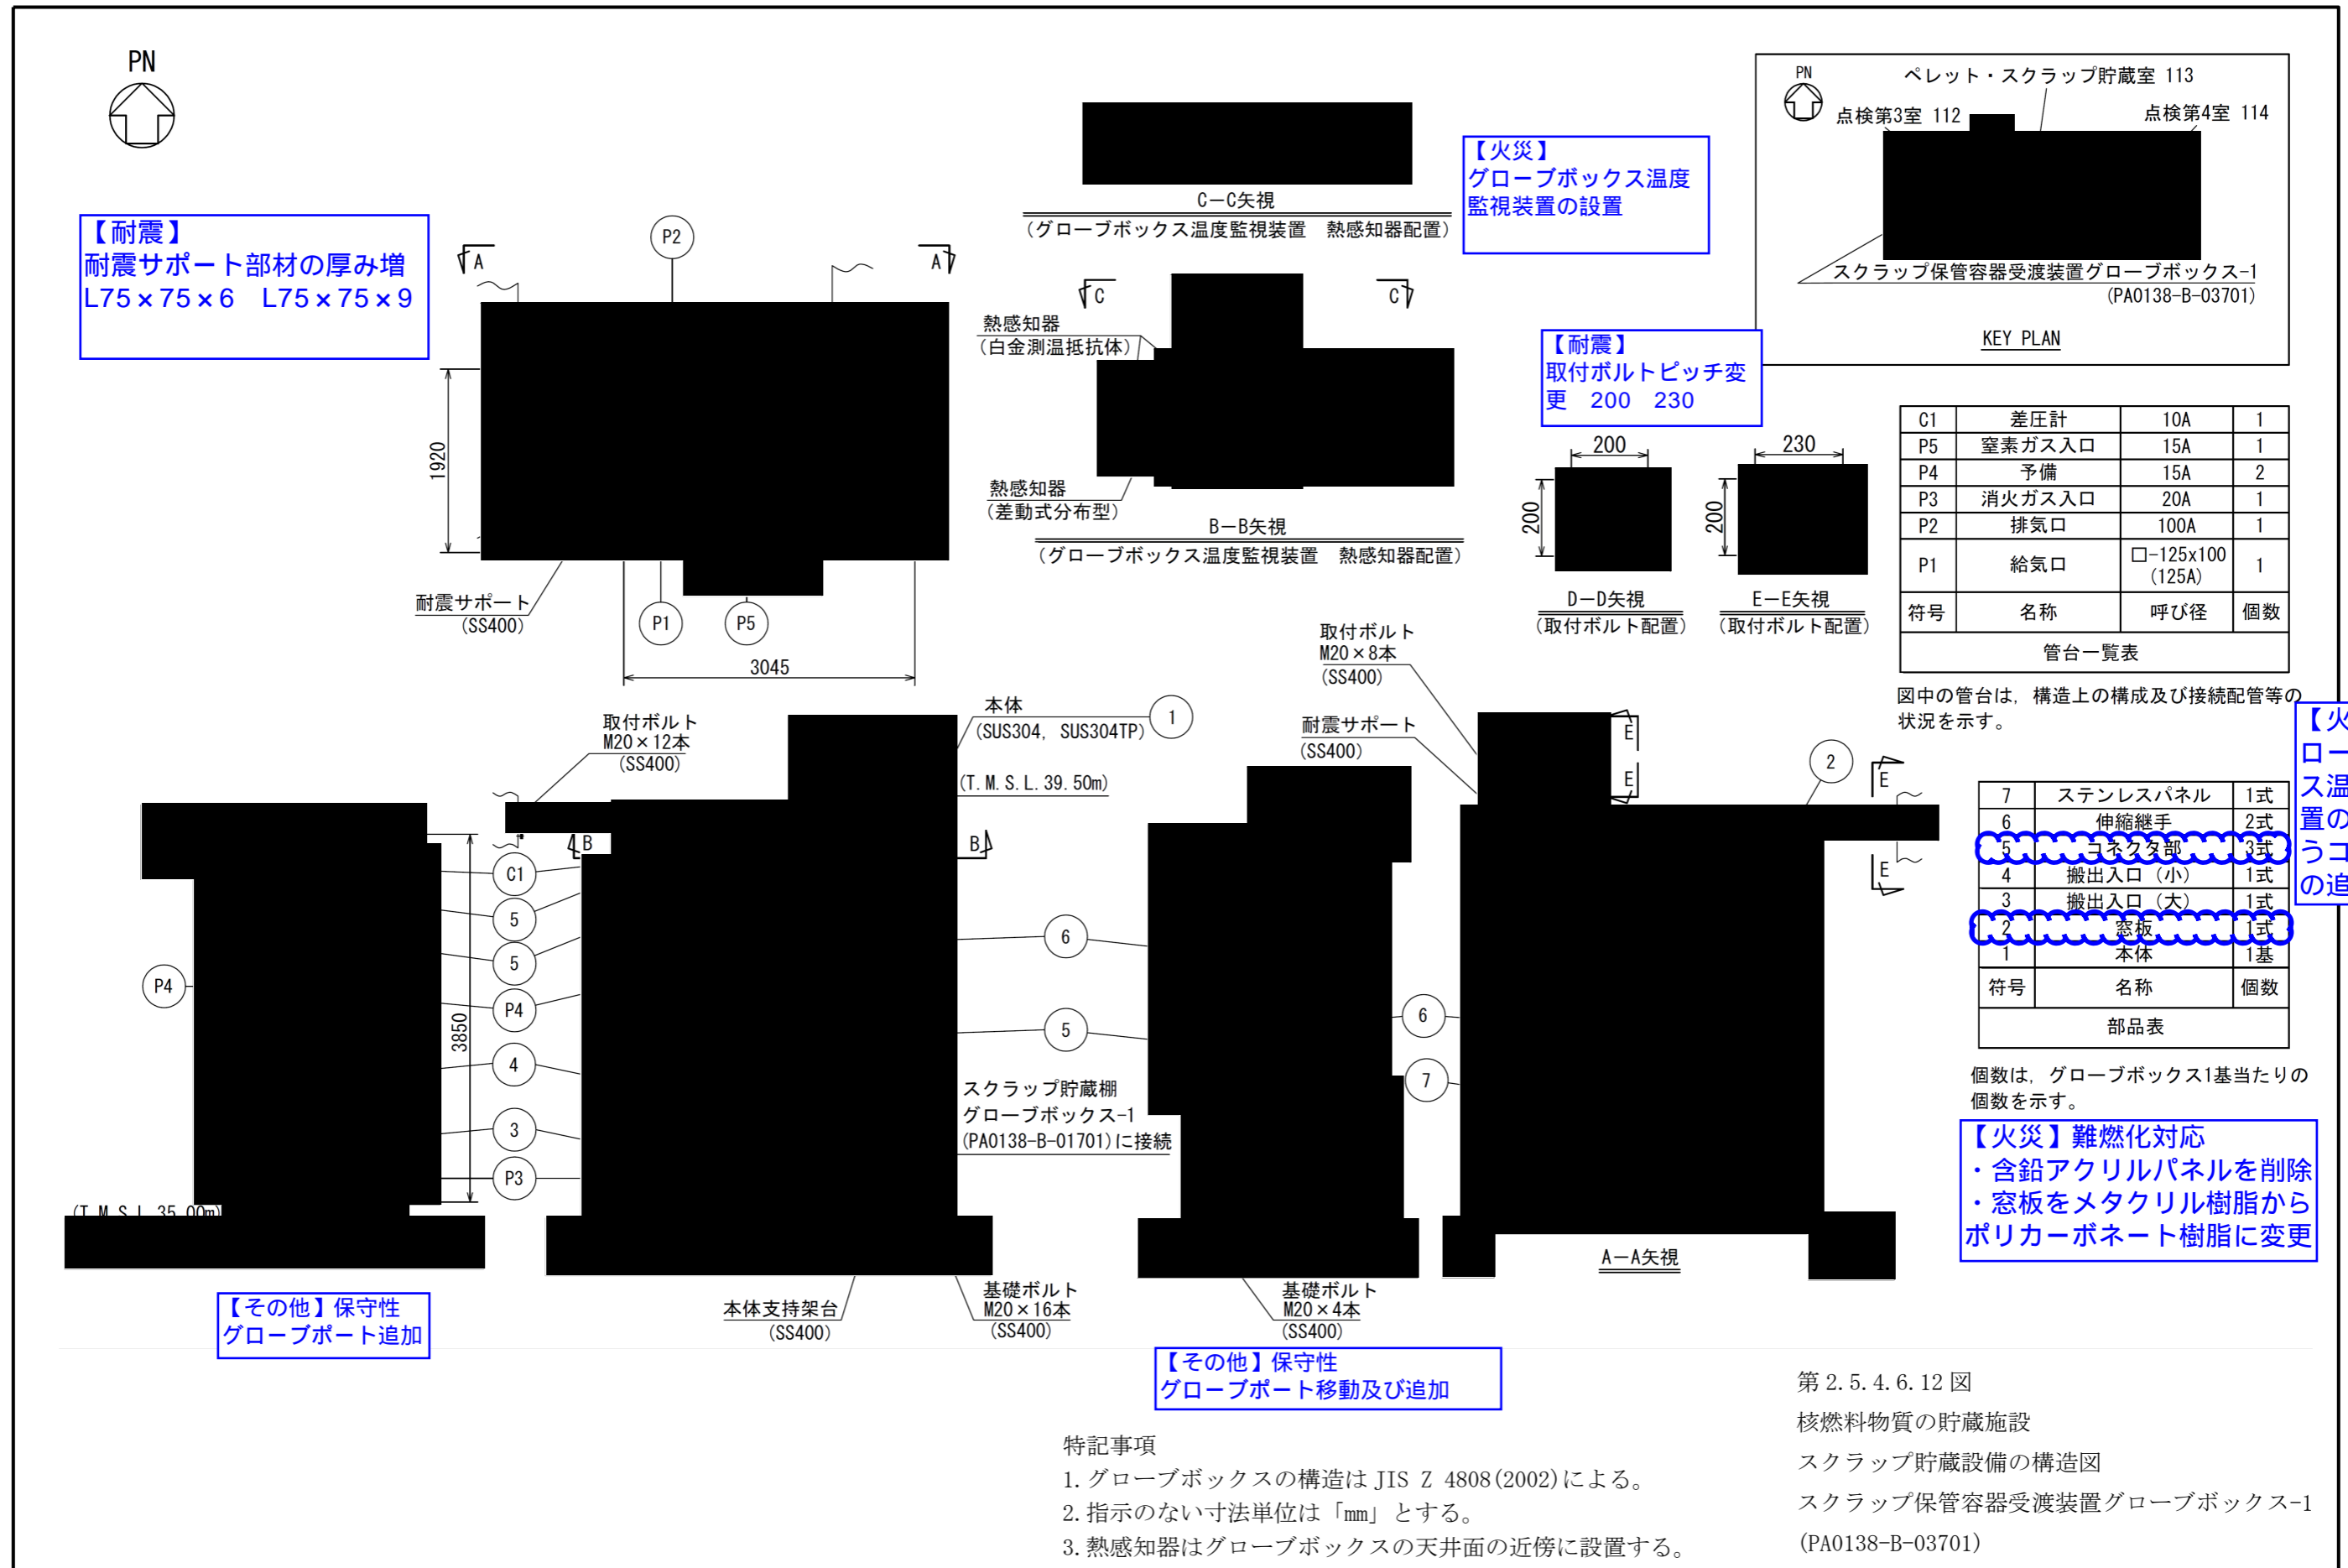 PN
【耐震】
耐震サポート部材の厚み増
L75×75×6　L75×75×9
A
A
P2
1920
耐震サポート
(SS400)
P1
P5
3045
C－C矢視
(グローブボックス温度監視装置　熱感知器配置)
【火災】
グローブボックス温度
監視装置の設置
C
C
熱感知器
(白金測温抵抗体)
熱感知器
(差動式分布型)
B－B矢視
(グローブボックス温度監視装置　熱感知器配置)
PN
ペレット・スクラップ貯蔵室 113
点検第3室 112
点検第4室 114
スクラップ保管容器受渡装置グローブボックス-1
(PA0138-B-03701)
KEY PLAN
【耐震】
取付ボルトピッチ変
更　200　230
200
200
D－D矢視
(取付ボルト配置)
230
200
E－E矢視
(取付ボルト配置)
C1 差圧計 10A 1
P5 窒素ガス入口 15A 1
P4 予備 15A 2
P3 消火ガス入口 20A 1
P2 排気口 100A 1
P1 給気口 □-125x100 (125A) 1
符号 名称 呼び径 個数
管台一覧表
図中の管台は，構造上の構成及び接続配管等の
状況を示す。
取付ボルト
M20×12本
(SS400)
本体
(SUS304, SUS304TP)
1
(T.M.S.L.39.50m)
取付ボルト
M20×8本
(SS400)
耐震サポート
(SS400)
E
E
2
E
E
B
B
C1
5
5
P4
4
3
P3
P4
3850
6
5
6
7
スクラップ貯蔵棚
グローブボックス-1
(PA0138-B-01701)に接続
(T.M.S.L.35.00m)
本体支持架台
(SS400)
基礎ボルト
M20×16本
(SS400)
基礎ボルト
M20×4本
(SS400)
A－A矢視
7 ステンレスパネル 1式
6 伸縮継手 2式
5 コネクタ部 3式
4 搬出入口（小） 1式
3 搬出入口（大） 1式
2 窓板 1式
1 本体 1基
符号 名称 個数
部品表
【火
ロー
ス温
置の
うコ
の追
個数は，グローブボックス1基当たりの
個数を示す。
【火災】難燃化対応
・含鉛アクリルパネルを削除
・窓板をメタクリル樹脂から
ポリカーボネート樹脂に変更
【その他】保守性
グローブポート追加
【その他】保守性
グローブポート移動及び追加
特記事項
1. グローブボックスの構造は JIS Z 4808(2002)による。
2. 指示のない寸法単位は「mm」とする。
3. 熱感知器はグローブボックスの天井面の近傍に設置する。
第 2.5.4.6.12 図
核燃料物質の貯蔵施設
スクラップ貯蔵設備の構造図
スクラップ保管容器受渡装置グローブボックス-1
(PA0138-B-03701)